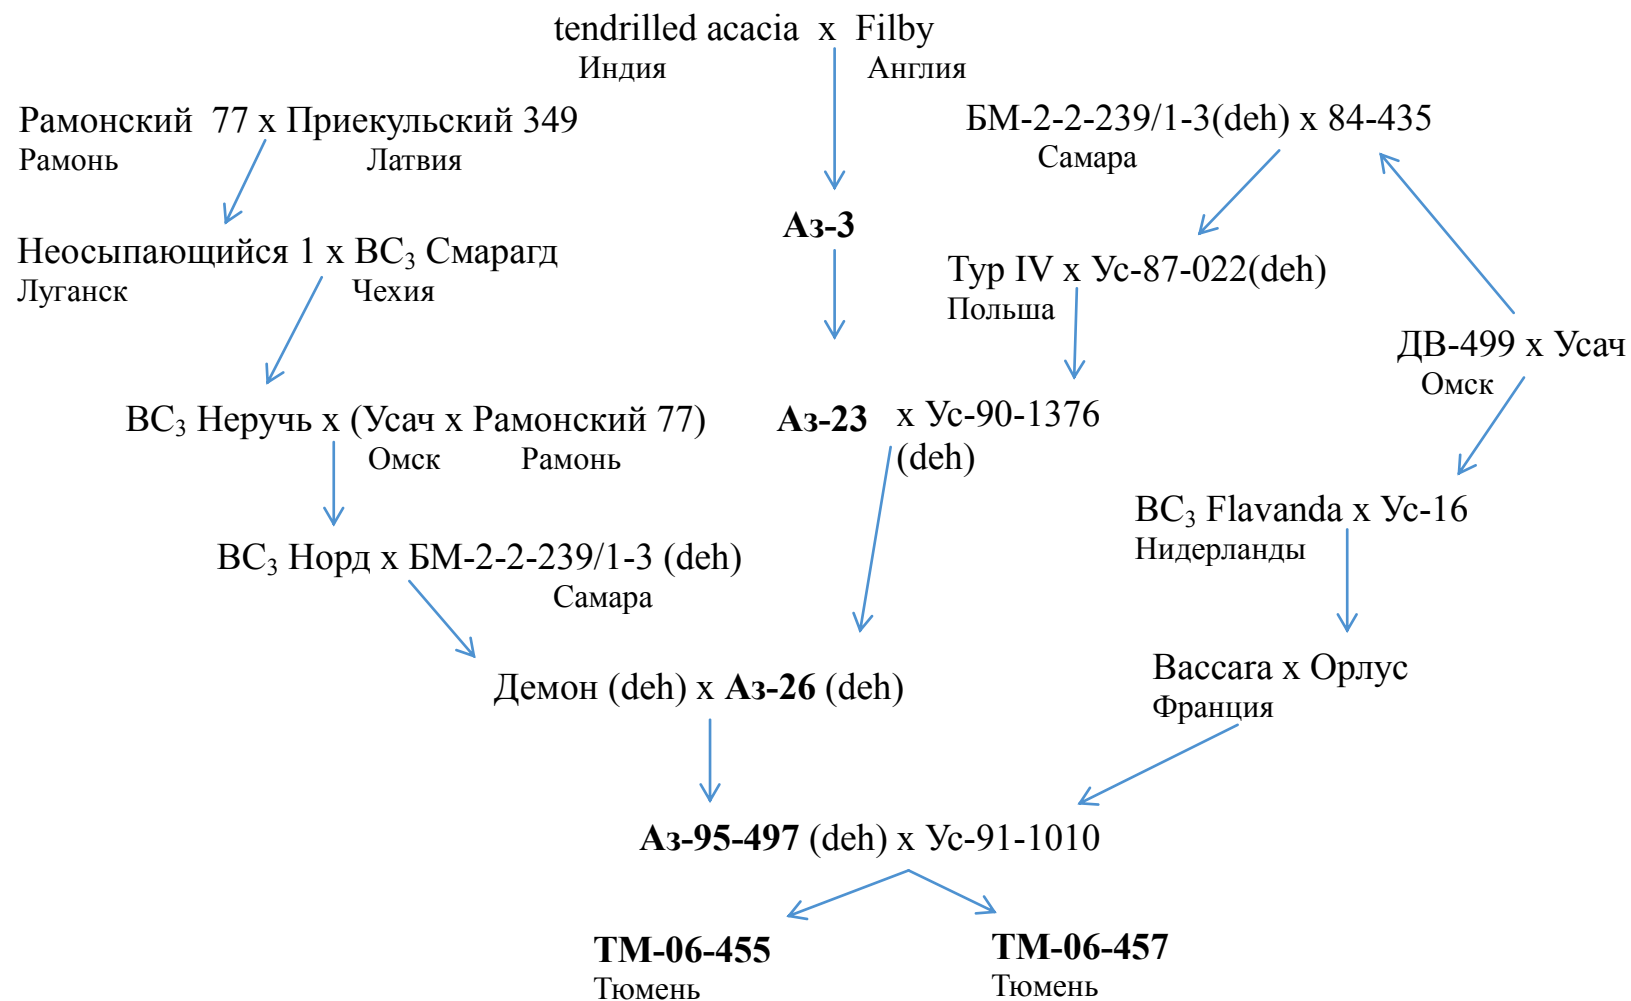 tendrilled acacia x Filby
Индия Англия
Рамонский 77 x Приекульский 349
Рамонь Латвия
БМ-2-2-239/1-3(deh) x 84-435
Самара
Аз-3
Неосыпающийся 1 x ВС₃ Смарагд
Луганск Чехия
Тур IV x Ус-87-022(deh)
Польша
ДВ-499 x Усач
Омск
ВС₃ Неручь x (Усач x Рамонский 77)
Омск Рамонь
Аз-23 x Ус-90-1376
(deh)
ВС₃ Flavanda x Ус-16
Нидерланды
ВС₃ Норд x БМ-2-2-239/1-3 (deh)
Самара
Демон (deh) x Аз-26 (deh)
Baccara x Орлус
Франция
Аз-95-497 (deh) x Ус-91-1010
ТМ-06-455
Тюмень
ТМ-06-457
Тюмень